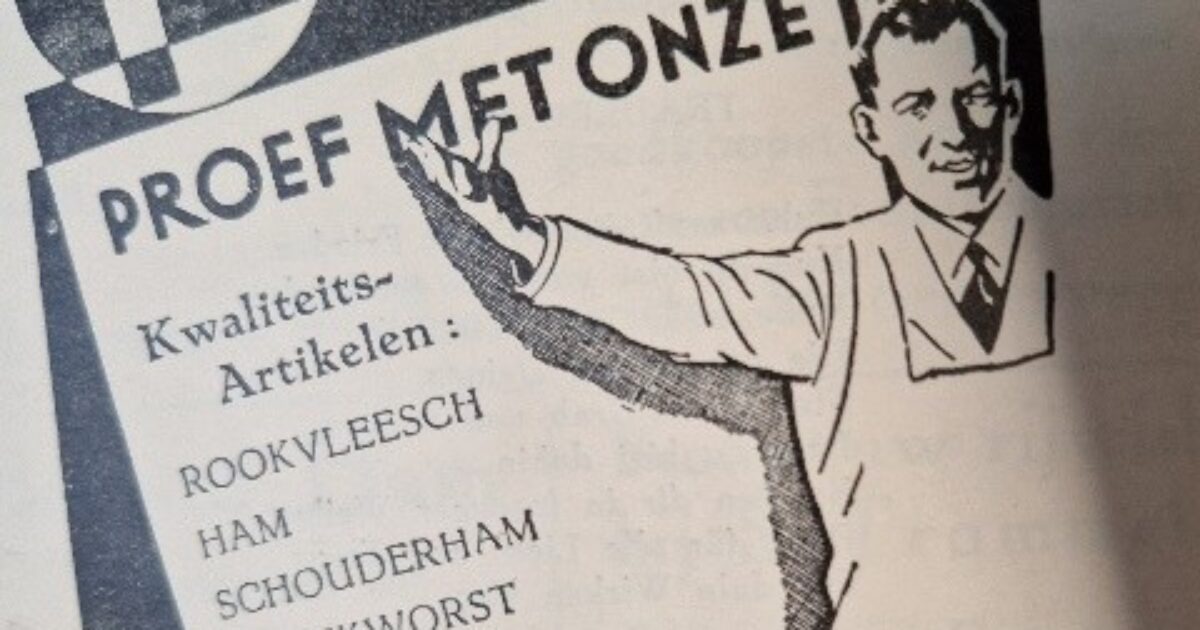 PROEF MET ONZE
Kwaliteits-
Artikelen :
ROOKVLEESCH
HAM
SCHOUDERHAM